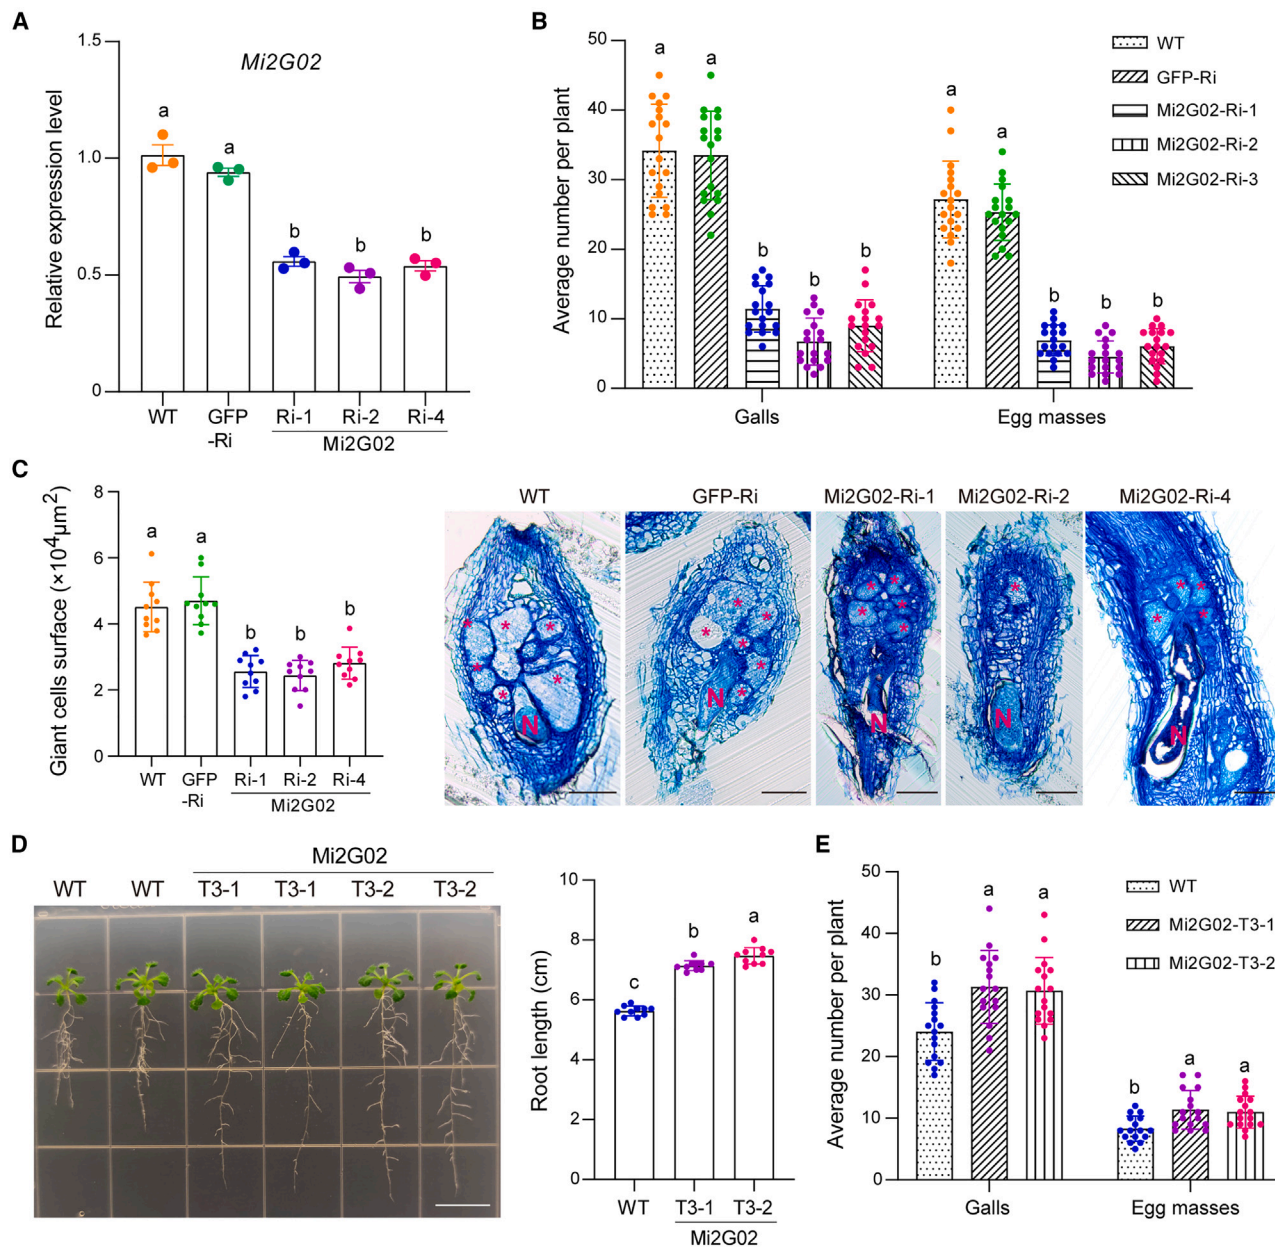 A
Mi2G02
Relative expression level
1.5
1.0
0.5
0
a
a
b
b
b
WT
GFP
-Ri
Ri-1
Ri-2
Ri-4
Mi2G02
B
Average number per plant
50
40
30
20
10
0
a
a
b
b
b
a
a
b
b
b
Galls
Egg masses
WT
GFP-Ri
Mi2G02-Ri-1
Mi2G02-Ri-2
Mi2G02-Ri-3
C
Giant cells surface (×10⁴µm²)
8
6
4
2
0
a
a
b
b
b
WT
GFP
-Ri
Ri-1
Ri-2
Ri-4
Mi2G02
WT
GFP-Ri
Mi2G02-Ri-1
Mi2G02-Ri-2
Mi2G02-Ri-4
* * * * * * N
* * * * * * * N
* * * * * * N
* N
* * * * N
D
Mi2G02
WT
WT
T3-1
T3-1
T3-2
T3-2
Root length (cm)
10
8
6
4
2
0
c
b
a
WT
T3-1
T3-2
Mi2G02
E
Average number per plant
50
40
30
20
10
0
b
a
a
b
a
a
Galls
Egg masses
WT
Mi2G02-T3-1
Mi2G02-T3-2